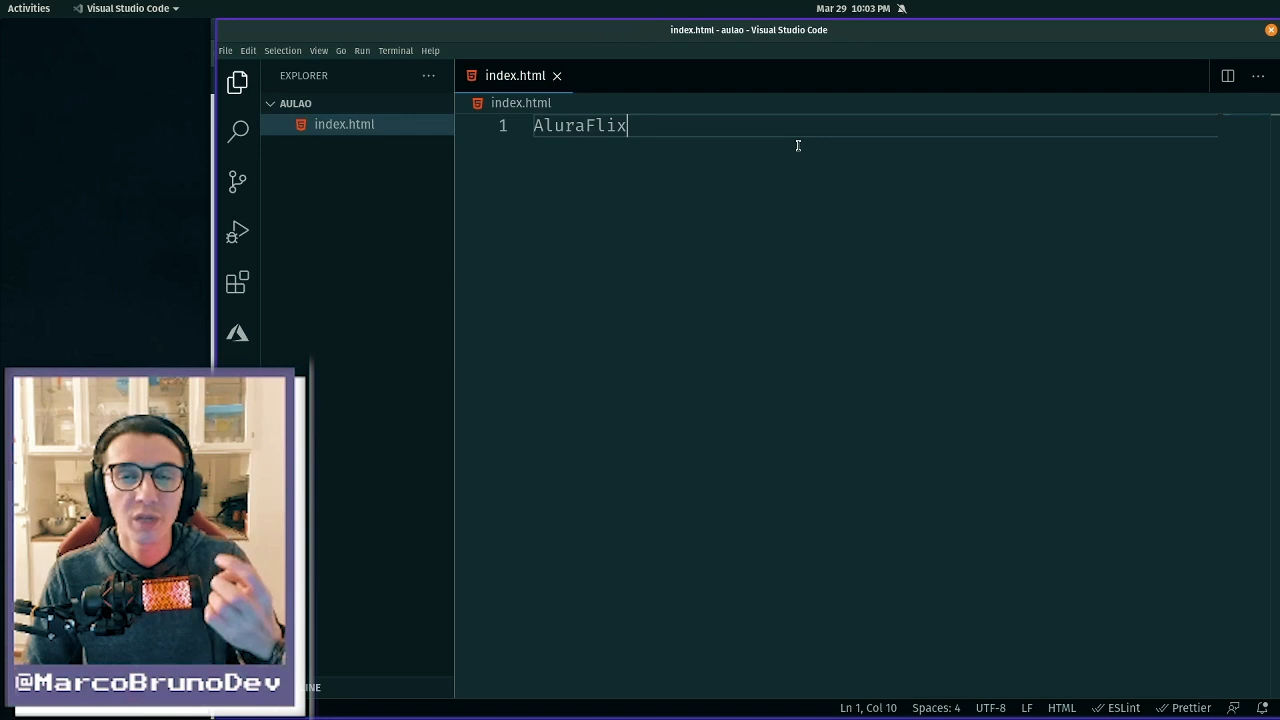 Activities Visual Studio Code Mar 29 10:03 PM
index.html - aulao - Visual Studio Code
File Edit Selection View Go Run Terminal Help
EXPLORER
index.html
index.html
AULAO
index.html
1 AluraFlix
@MarcoBrunoDev
INE
Ln 1, Col 10 Spaces: 4 UTF-8 LF HTML ESLint Prettier